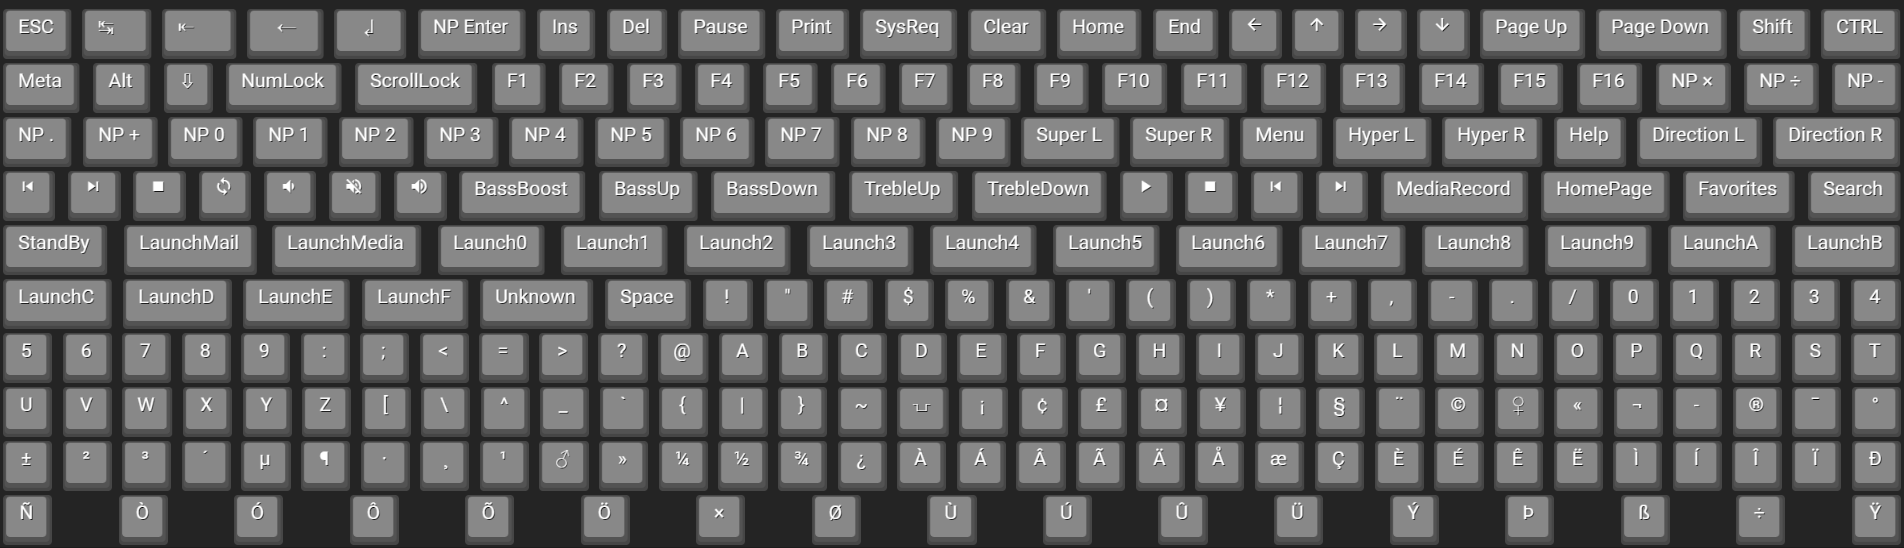 ESC ↹ ⇤ ← ↲ NP Enter Ins Del Pause Print SysReq Clear Home End ← ↑ → ↓ Page Up Page Down Shift CTRL
Meta Alt ⇩ NumLock ScrollLock F1 F2 F3 F4 F5 F6 F7 F8 F9 F10 F11 F12 F13 F14 F15 F16 NP × NP ÷ NP -
NP . NP + NP 0 NP 1 NP 2 NP 3 NP 4 NP 5 NP 6 NP 7 NP 8 NP 9 Super L Super R Menu Hyper L Hyper R Help Direction L Direction R
BassBoost BassUp BassDown TrebleUp TrebleDown MediaRecord HomePage Favorites Search
StandBy LaunchMail LaunchMedia Launch0 Launch1 Launch2 Launch3 Launch4 Launch5 Launch6 Launch7 Launch8 Launch9 LaunchA LaunchB
LaunchC LaunchD LaunchE LaunchF Unknown Space ! " # $ % & ' ( ) * + , - . / 0 1 2 3 4
5 6 7 8 9 : ; < = > ? @ A B C D E F G H I J K L M N O P Q R S T
U V W X Y Z [ \ ^ _ ` { | } ~ ㅤㅛ ¡ ¢ £ ¤ ¥ ¦ § ¨ © ♀ « ¬ - ® ¯ °
± ² ³ ´ µ ¶ · ¸ ¹ ♂ » ¼ ½ ¾ ¿ À Á Â Ã Ä Å æ Ç È É Ê Ë Ì Í Î Ï Ð
Ñ Ò Ó Ô Õ Ö × Ø Ù Ú Û Ü Ý Þ ß ÷ Ÿ